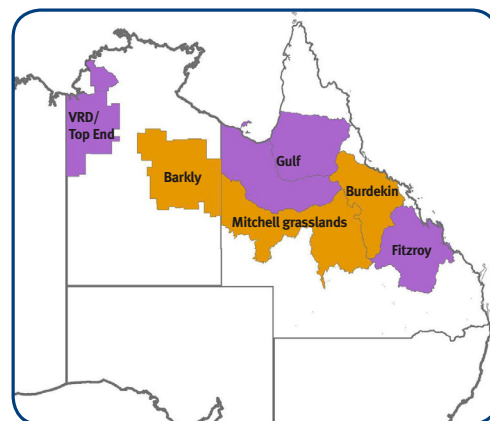 VRD/
Top End
Barkly
Gulf
Burdekin
Mitchell grasslands
Fitzroy